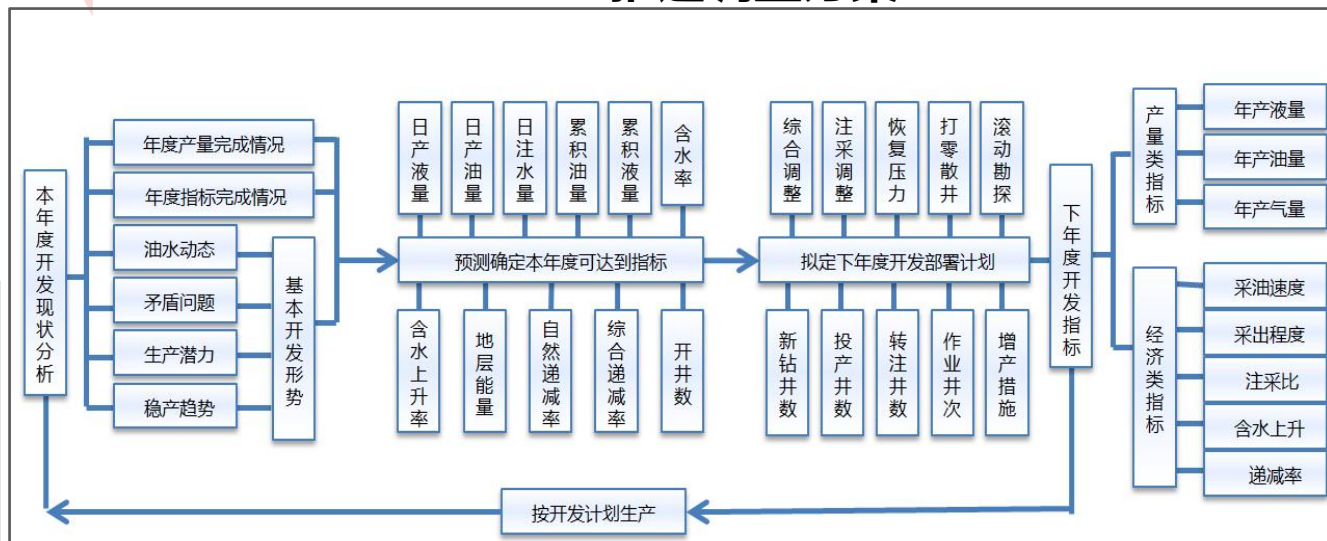 本年度开发现状分析
年度产量完成情况
年度指标完成情况
油水动态
矛盾问题
生产潜力
稳产趋势
基本开发形势
日产液量
日产油量
日注水量
累积油量
累积液量
含水率
预测确定本年度可达到指标
含水上升率
地层能量
自然递减率
综合递减率
开井数
综合调整
注采调整
恢复压力
打零散井
滚动勘探
拟定下年度开发部署计划
新钻井数
投产井数
转注井数
作业井次
增产措施
下年度开发指标
产量类指标
年产液量
年产油量
年产气量
经济类指标
采油速度
采出程度
注采比
含水上升
递减率
按开发计划生产